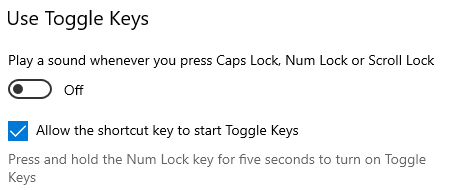 Use Toggle Keys
Play a sound whenever you press Caps Lock, Num Lock or Scroll Lock
Off
Allow the shortcut key to start Toggle Keys
Press and hold the Num Lock key for five seconds to turn on Toggle
Keys